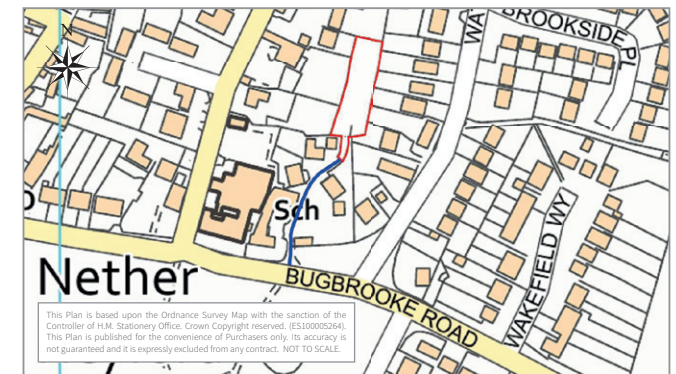 N
WA
BROOKSIDE PL
Sch
Nether
BUGBROOKE ROAD
WAKEFIELD WY
This Plan is based upon the Ordnance Survey Map with the sanction of the
Controller of H.M. Stationery Office. Crown Copyright reserved. (ES100005264).
This Plan is published for the convenience of Purchasers only. Its accuracy is
not guaranteed and it is expressly excluded from any contract. NOT TO SCALE.